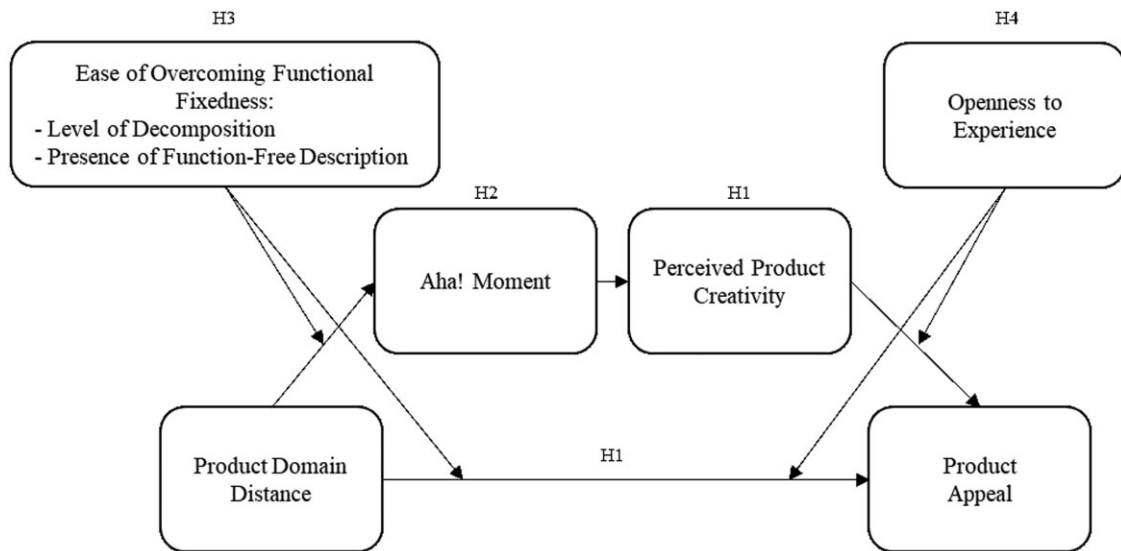 H3
H4
Ease of Overcoming Functional
Fixedness:
- Level of Decomposition
- Presence of Function-Free Description
Openness to
Experience
H2
H1
Aha! Moment
Perceived Product
Creativity
H1
Product Domain
Distance
Product
Appeal